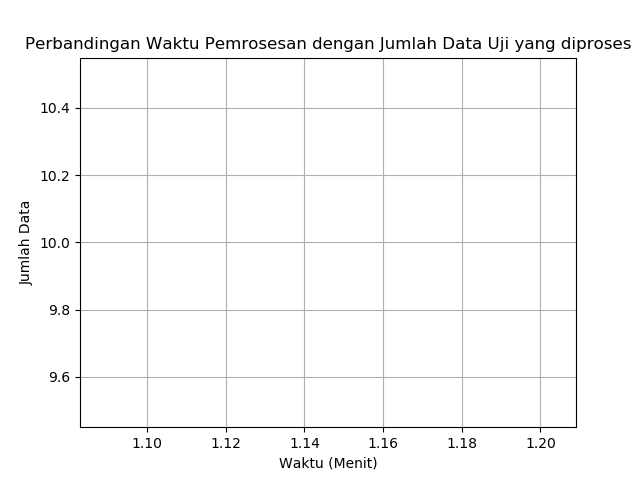 Perbandingan Waktu Pemrosesan dengan Jumlah Data Uji yang diproses
10.4
10.2
10.0
9.8
9.6
Jumlah Data
1.10 1.12 1.14 1.16 1.18 1.20
Waktu (Menit)